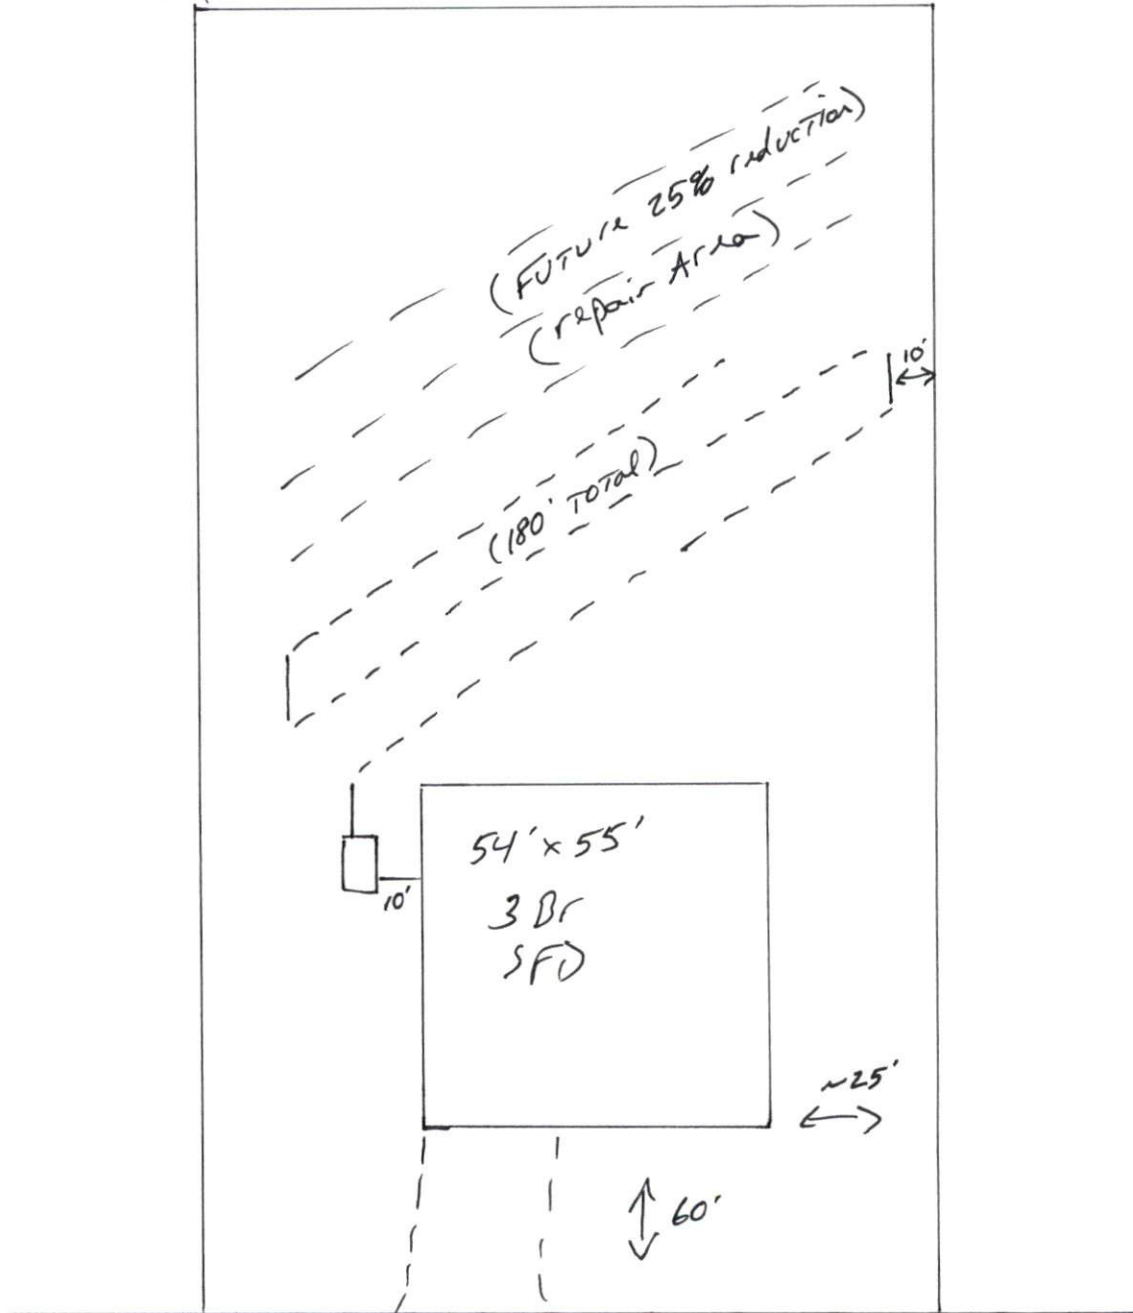 (Future 25% reduction)
(repair Area)
10'
(180' Total)
54' x 55'
3 Br
SFD
10'
~25'
60'